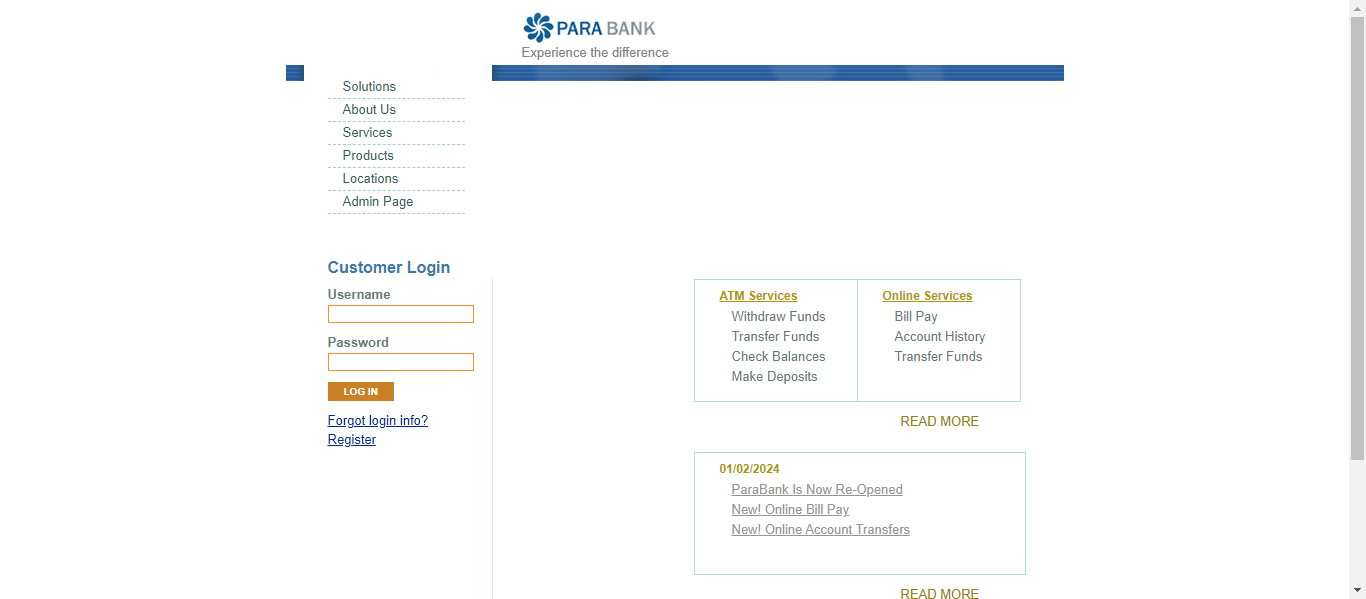 PARA BANK
Experience the difference
Solutions
About Us
Services
Products
Locations
Admin Page
Customer Login
Username
Password
LOG IN
Forgot login info?
Register
ATM Services
Withdraw Funds
Transfer Funds
Check Balances
Make Deposits
Online Services
Bill Pay
Account History
Transfer Funds
READ MORE
01/02/2024
ParaBank Is Now Re-Opened
New! Online Bill Pay
New! Online Account Transfers
READ MORE